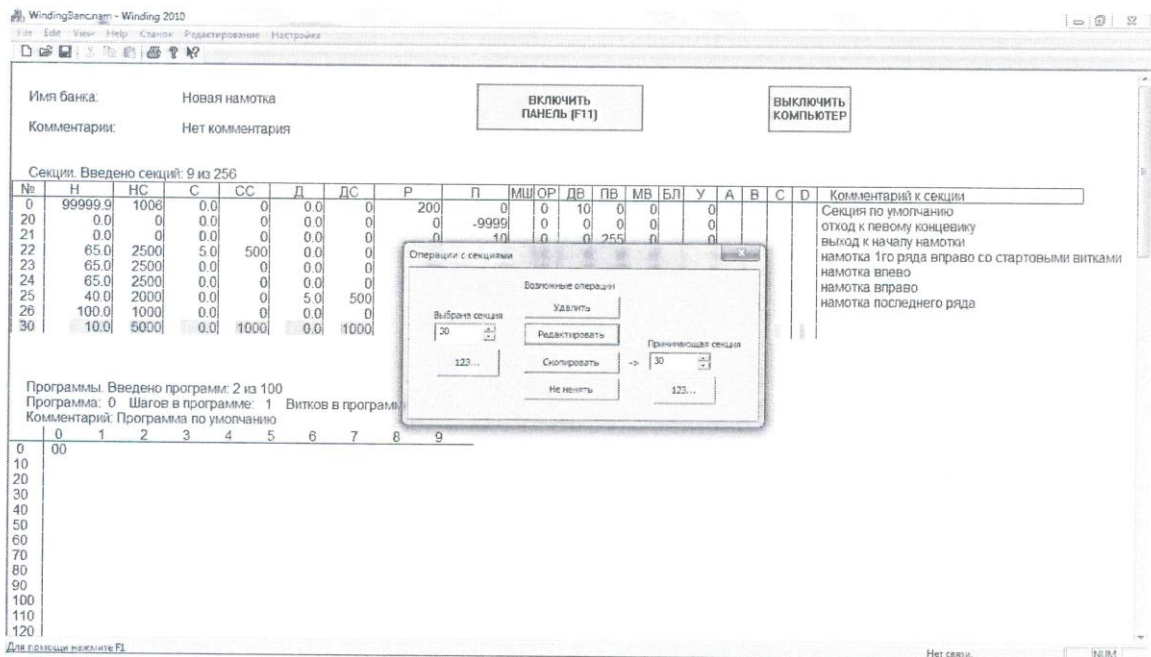 WindingBanc.nam - Winding 2010
File Edit View Help Станок Редактирование Настройка
Имя банка: Новая намотка
ВКЛЮЧИТЬ ПАНЕЛЬ (F11)
ВЫКЛЮЧИТЬ КОМПЬЮТЕР
Комментарии: Нет комментария
Секции. Введено секций: 9 из 256
№ Н НС С СС Д ДС Р П МШ ОР ДВ ПВ МВ БЛ У А В С D Комментарий к секции
0 99999.9 1006 0.0 0 0.0 0 200 0 0 10 0 0 0 Секция по умолчанию
20 0.0 0 0.0 0 0.0 0 0 -9999 0 0 0 0 0 отход к левому концевику
21 0.0 0 0.0 0 0.0 0 0 10 0 0 255 0 0 выход к началу намотки
22 65.0 2500 5.0 500 0.0 0 намотка 1го ряда вправо со стартовыми витками
23 65.0 2500 0.0 0 0.0 0 намотка влево
24 65.0 2500 0.0 0 0.0 0 намотка вправо
25 40.0 2000 0.0 0 5.0 500 намотка последнего ряда
26 100.0 1000 0.0 0 0.0 0
30 10.0 5000 0.0 1000 0.0 1000
Операции с секциями
Возможные операции
Удалить
Выбрана секция
30
Редактировать
Принимающая секция
123...
Скопировать -> 30
Не менять
123...
Программы. Введено программ: 2 из 100
Программа: 0 Шагов в программе: 1 Витков в программ
Комментарий: Программа по умолчанию
0 1 2 3 4 5 6 7 8 9
0 00
10
20
30
40
50
60
70
80
90
100
110
120
Для помощи нажмите F1
Нет связи. NUM